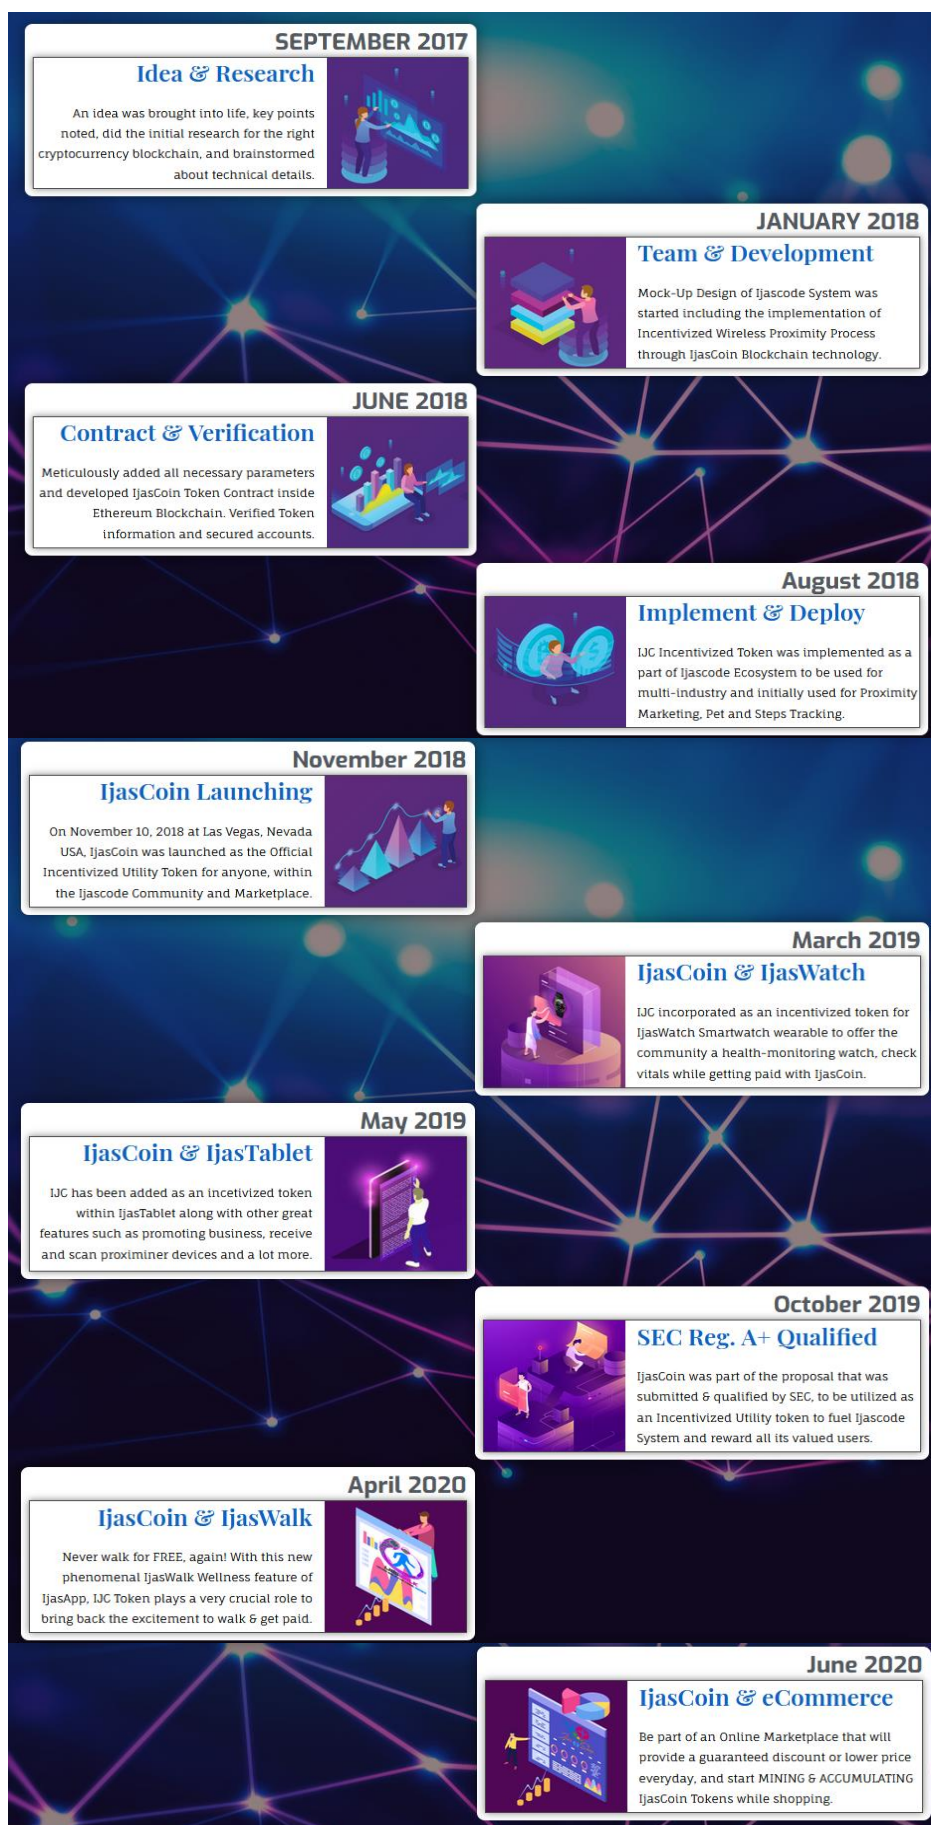 SEPTEMBER 2017
Idea & Research
An idea was brought into life, key points
noted, did the initial research for the right
cryptocurrency blockchain, and brainstormed
about technical details.
JANUARY 2018
Team & Development
Mock-Up Design of Ijascode System was
started including the implementation of
Incentivized Wireless Proximity Process
through IjasCoin Blockchain technology.
JUNE 2018
Contract & Verification
Meticulously added all necessary parameters
and developed IjasCoin Token Contract inside
Ethereum Blockchain. Verified Token
information and secured accounts.
August 2018
Implement & Deploy
IJC Incentivized Token was implemented as a
part of Ijascode Ecosystem to be used for
multi-industry and initially used for Proximity
Marketing, Pet and Steps Tracking.
November 2018
IjasCoin Launching
On November 10, 2018 at Las Vegas, Nevada
USA, IjasCoin was launched as the Official
Incentivized Utility Token for anyone, within
the Ijascode Community and Marketplace.
March 2019
IjasCoin & IjasWatch
IJC incorporated as an incentivized token for
IjasWatch Smartwatch wearable to offer the
community a health-monitoring watch, check
vitals while getting paid with IjasCoin.
May 2019
IjasCoin & IjasTablet
IJC has been added as an incetivized token
within IjasTablet along with other great
features such as promoting business, receive
and scan proximiner devices and a lot more.
October 2019
SEC Reg. A+ Qualified
IjasCoin was part of the proposal that was
submitted & qualified by SEC, to be utilized as
an Incentivized Utility token to fuel Ijascode
System and reward all its valued users.
April 2020
IjasCoin & IjasWalk
Never walk for FREE, again! With this new
phenomenal IjasWalk Wellness feature of
IjasApp, IJC Token plays a very crucial role to
bring back the excitement to walk & get paid.
June 2020
IjasCoin & eCommerce
Be part of an Online Marketplace that will
provide a guaranteed discount or lower price
everyday, and start MINING & ACCUMULATING
IjasCoin Tokens while shopping.